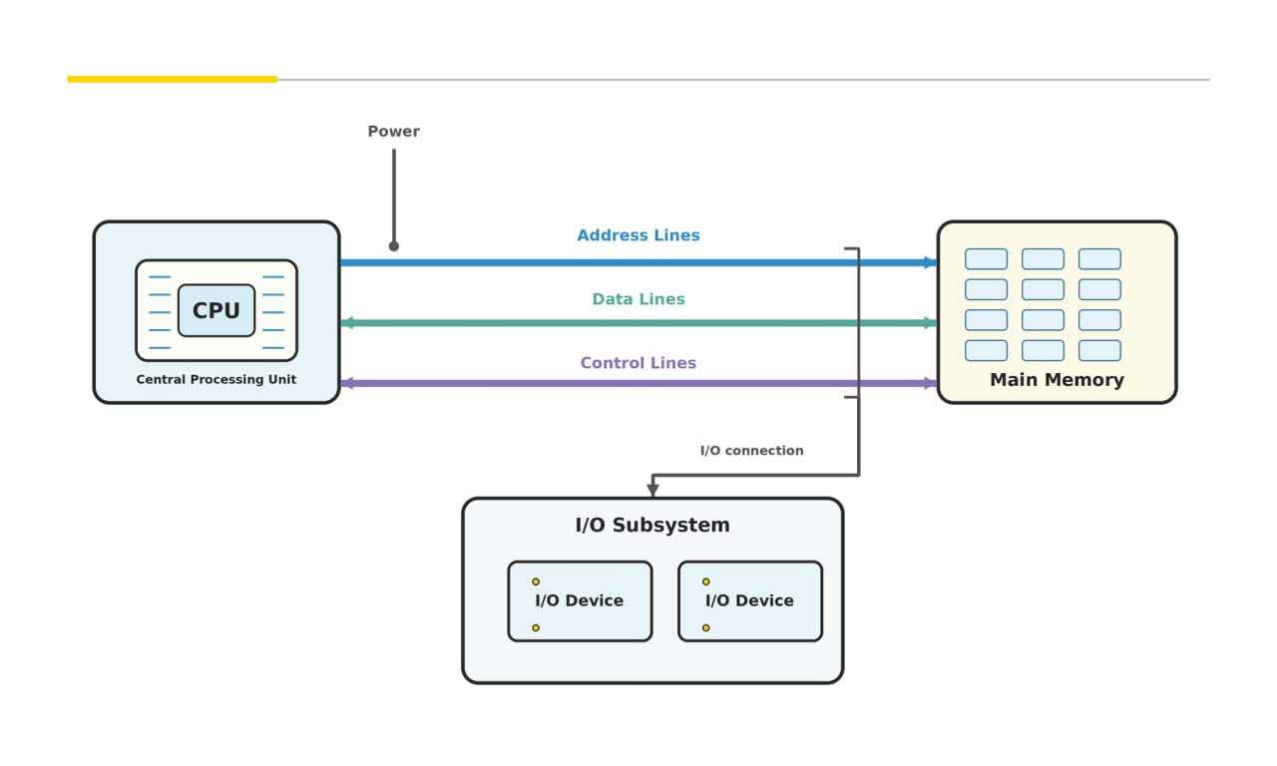 Power
Address Lines
Data Lines
Control Lines
CPU
Central Processing Unit
Main Memory
I/O connection
I/O Subsystem
I/O Device
I/O Device